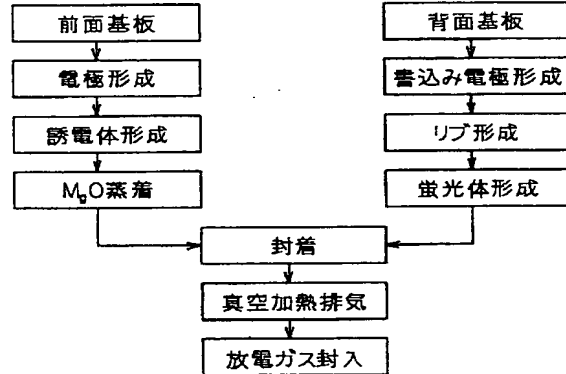 前面基板
電極形成
誘電体形成
MgO蒸着
背面基板
書込み電極形成
リブ形成
蛍光体形成
封着
真空加熱排気
放電ガス封入